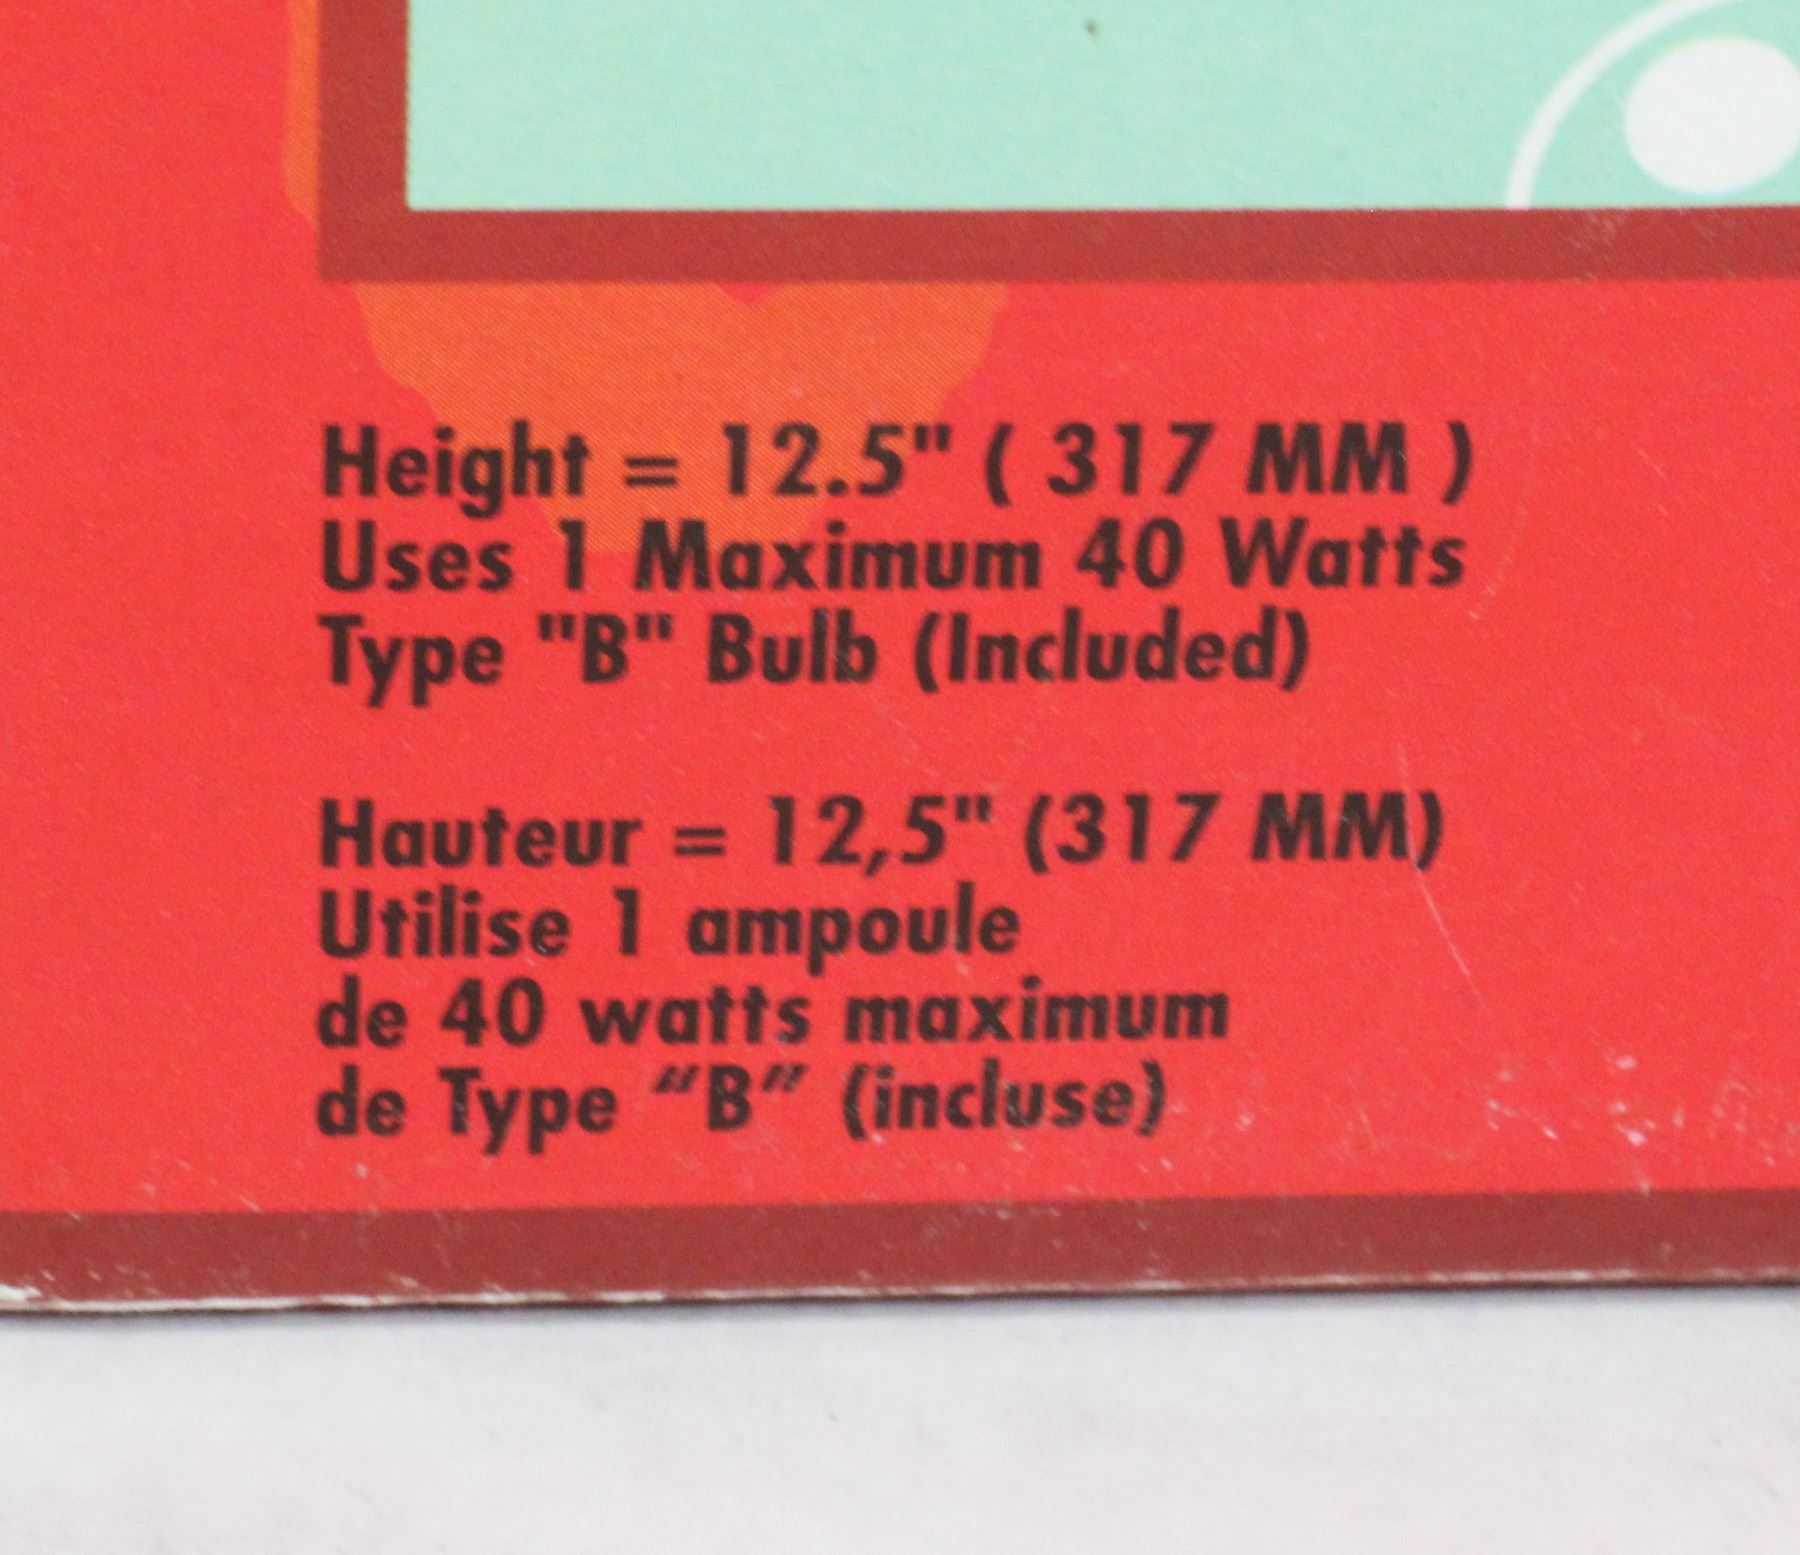 Height = 12.5" ( 317 MM )
Uses 1 Maximum 40 Watts
Type "B" Bulb (Included)
Hauteur = 12,5" (317 MM)
Utilise 1 ampoule
de 40 watts maximum
de Type “B” (incluse)